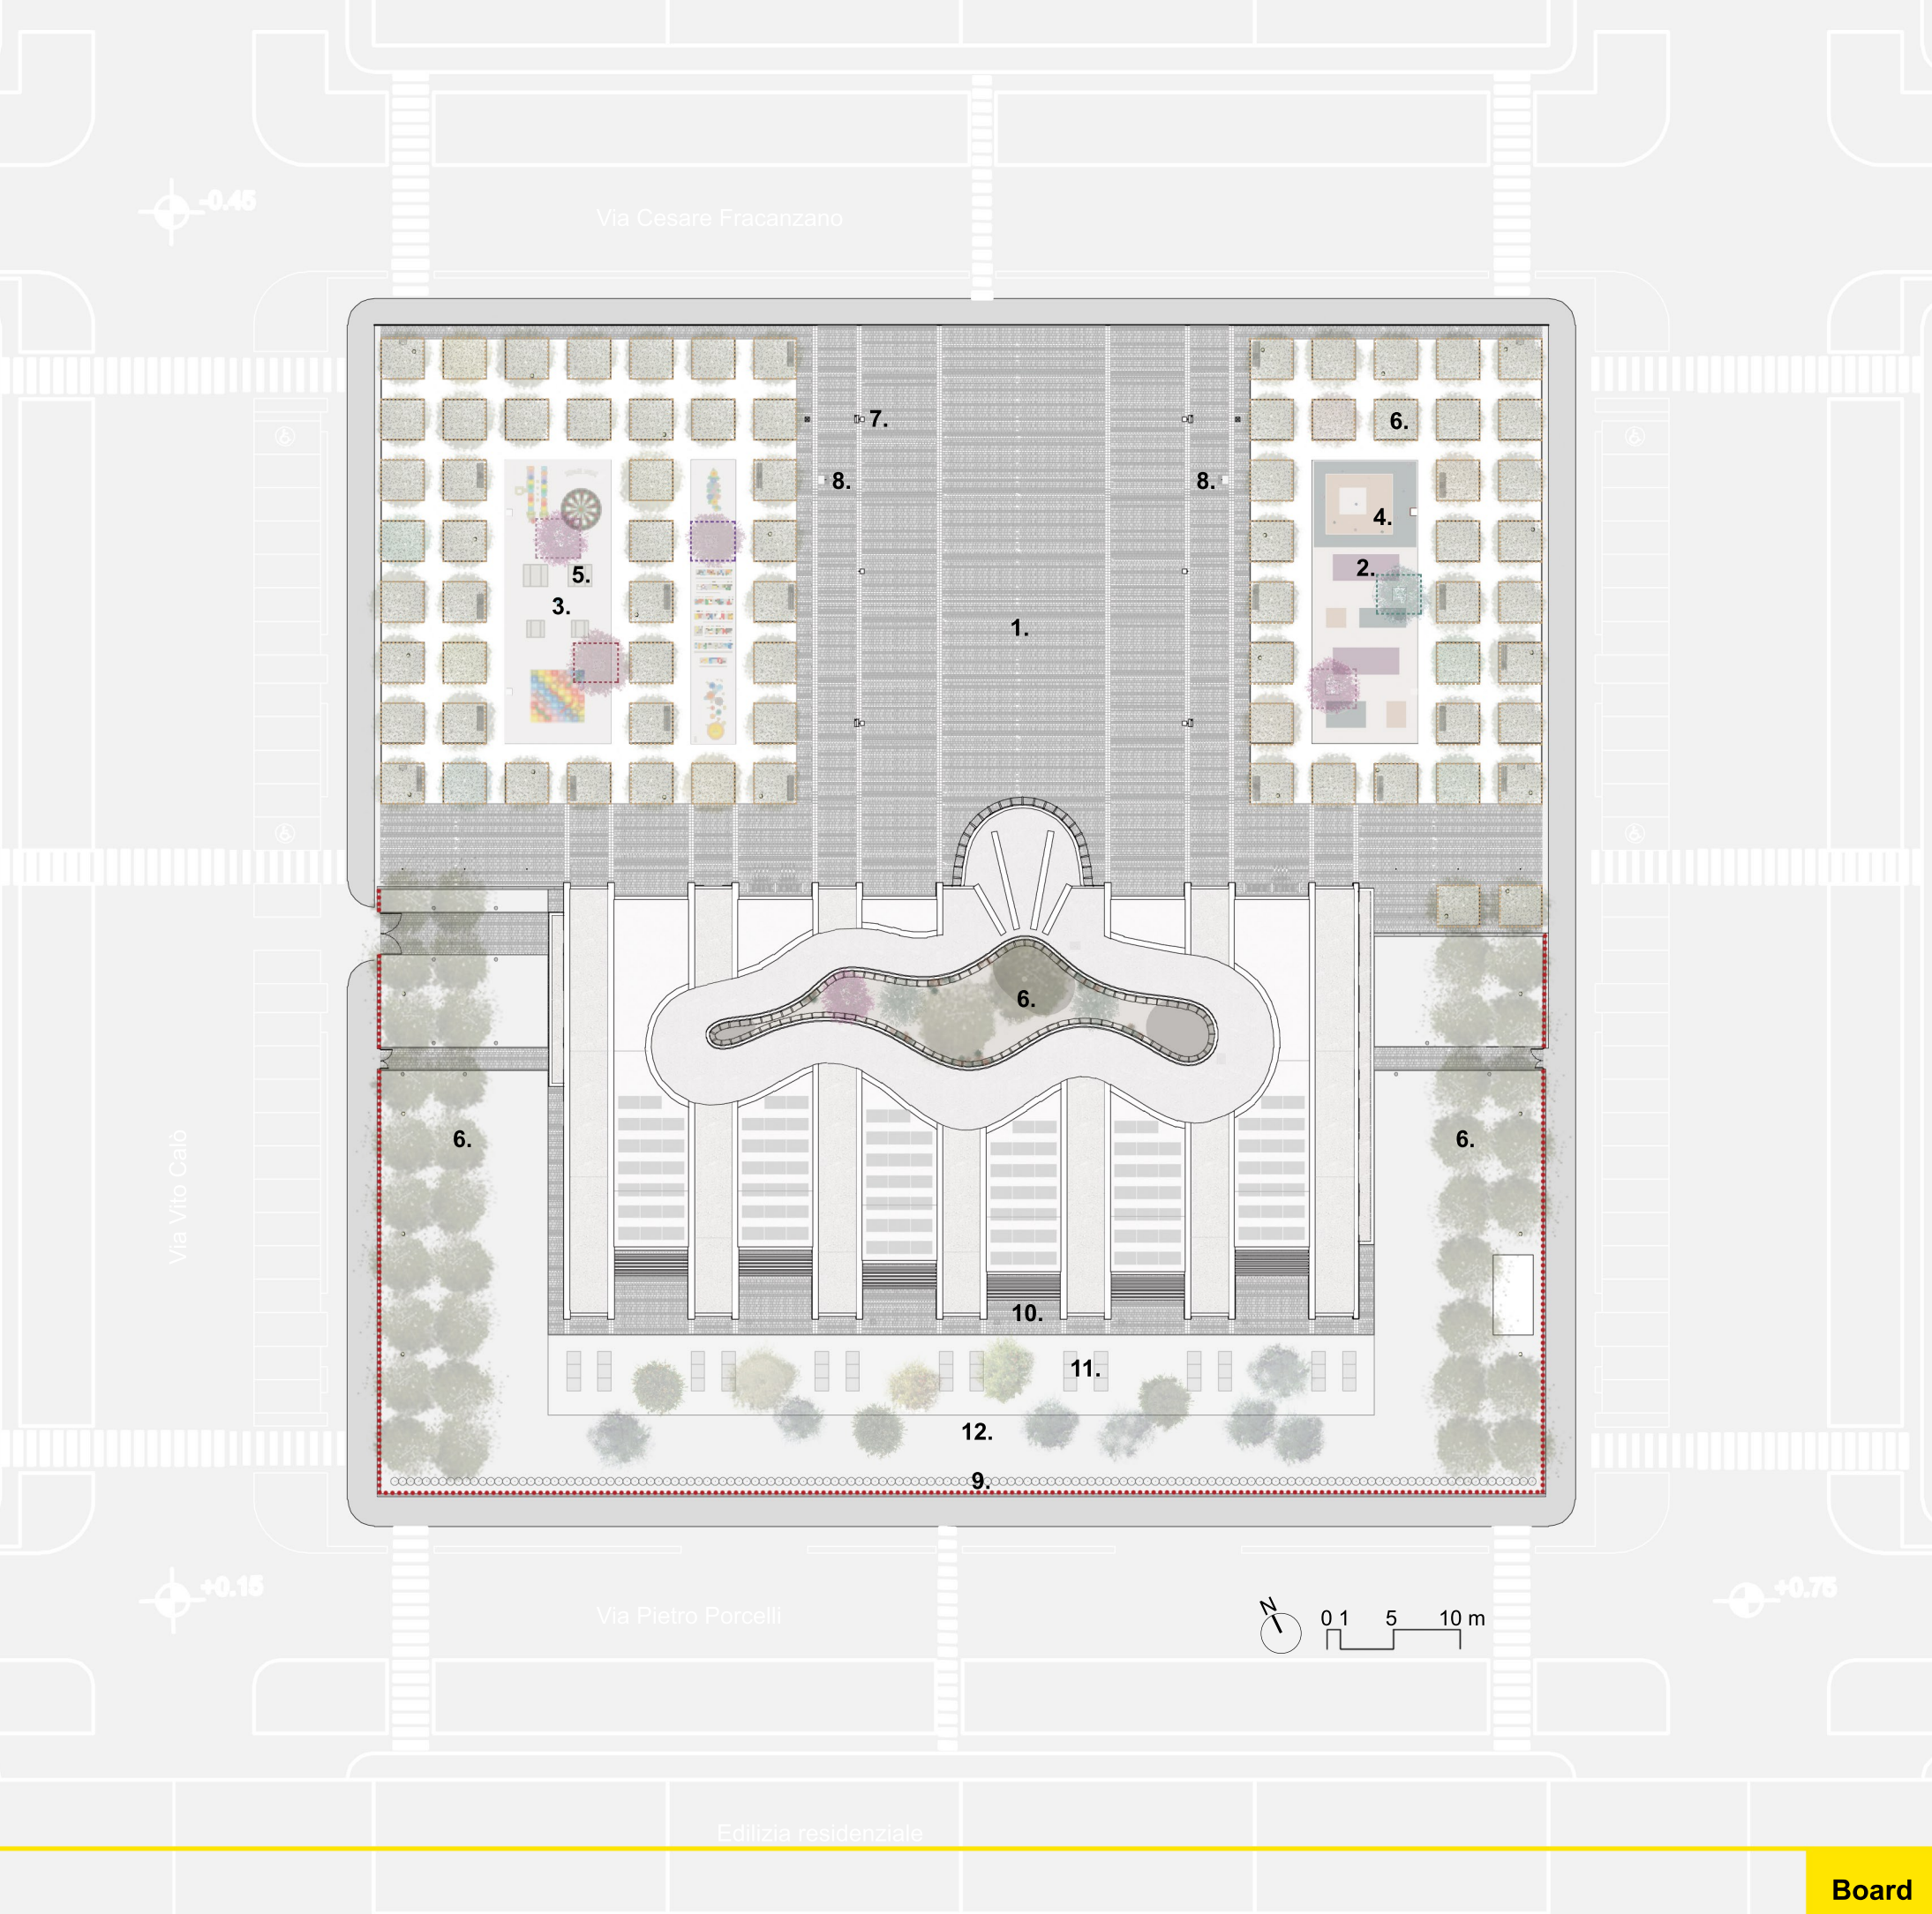 -0.45
Via Cesare Fracanzano
7.
6.
8.
8.
4.
2.
5.
3.
1.
6.
6.
6.
Via Vito Calò
10.
11.
12.
9.
+0.15
+0.75
Via Pietro Porcelli
N
0 1 5 10 m
Edilizia residenziale
Board